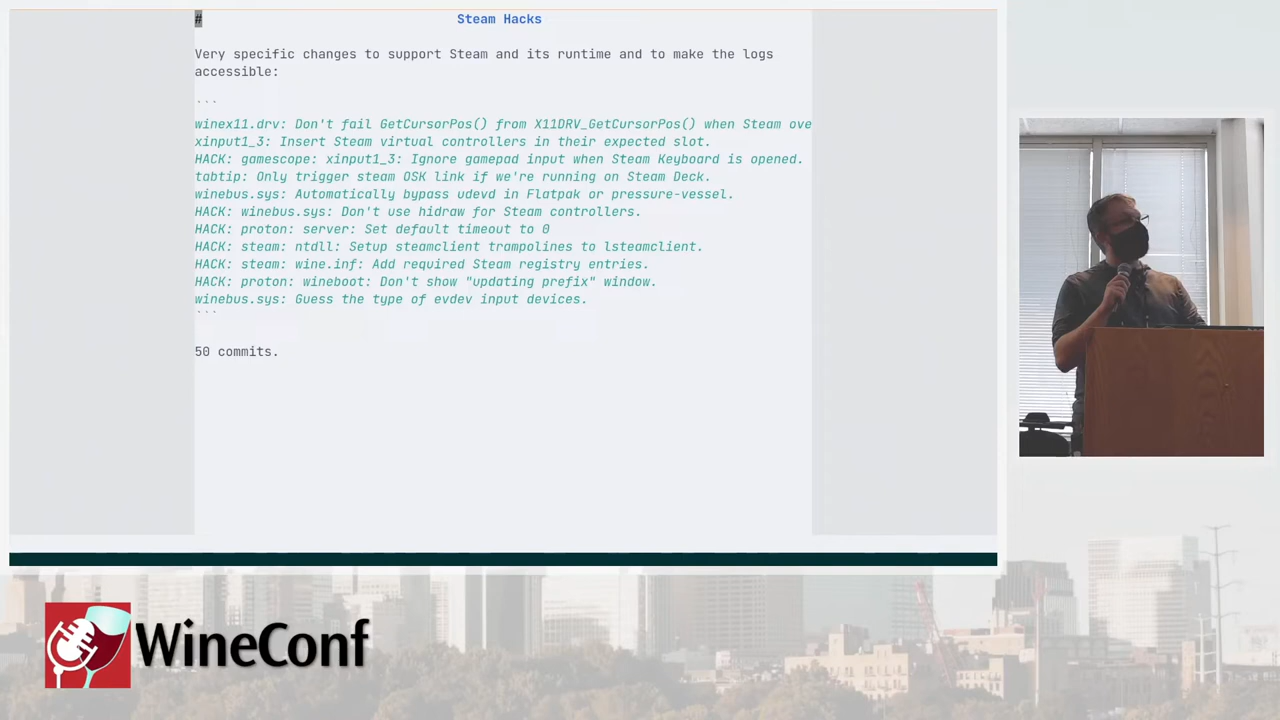 # Steam Hacks
Very specific changes to support Steam and its runtime and to make the logs
accessible:
```
winex11.drv: Don't fail GetCursorPos() from X11DRV_GetCursorPos() when Steam ove
xinput1_3: Insert Steam virtual controllers in their expected slot.
HACK: gamescope: xinput1_3: Ignore gamepad input when Steam Keyboard is opened.
tabtip: Only trigger steam OSK link if we're running on Steam Deck.
winebus.sys: Automatically bypass udevd in Flatpak or pressure-vessel.
HACK: winebus.sys: Don't use hidraw for Steam controllers.
HACK: proton: server: Set default timeout to 0
HACK: steam: ntdll: Setup steamclient trampolines to lsteamclient.
HACK: steam: wine.inf: Add required Steam registry entries.
HACK: proton: wineboot: Don't show "updating prefix" window.
winebus.sys: Guess the type of evdev input devices.
```
50 commits.
WineConf